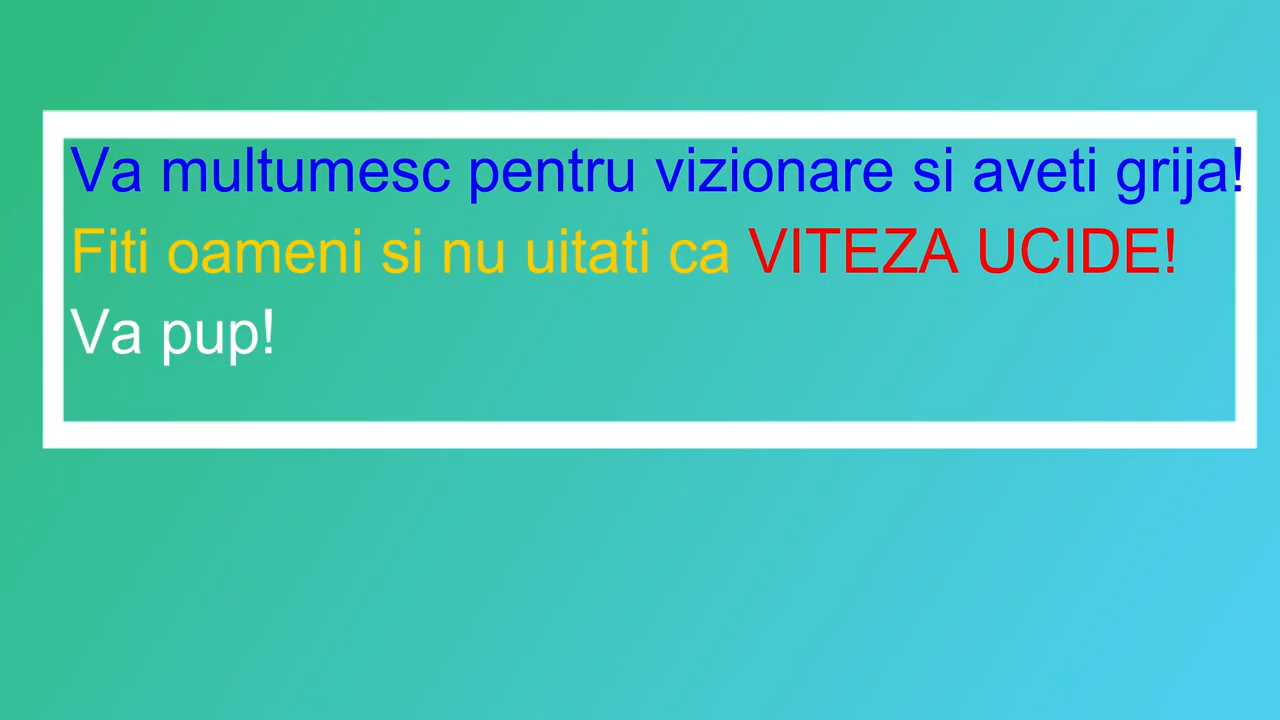 Va multumesc pentru vizionare si aveti grija!
Fiti oameni si nu uitati ca VITEZA UCIDE!
Va pup!